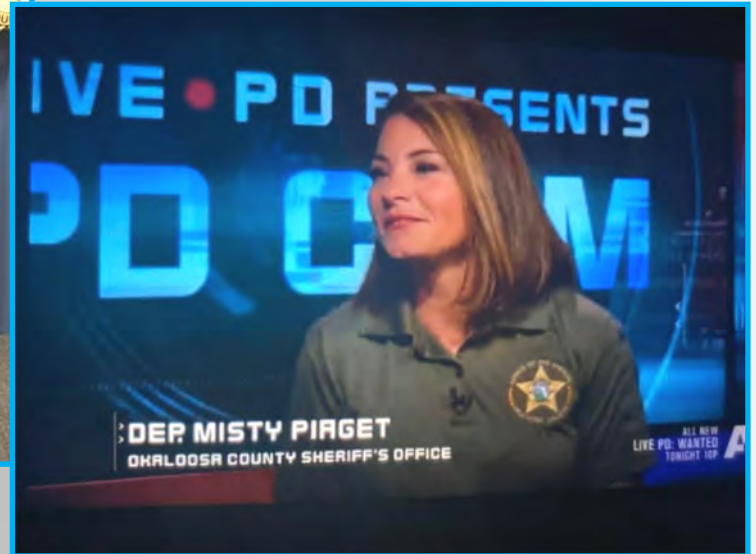 IVE PD PRESENTS
PD C M
DEP. MISTY PIAGET
OKALOOSA COUNTY SHERIFF'S OFFICE
ALL NEW
LIVE PD: WANTED
TONIGHT 10P